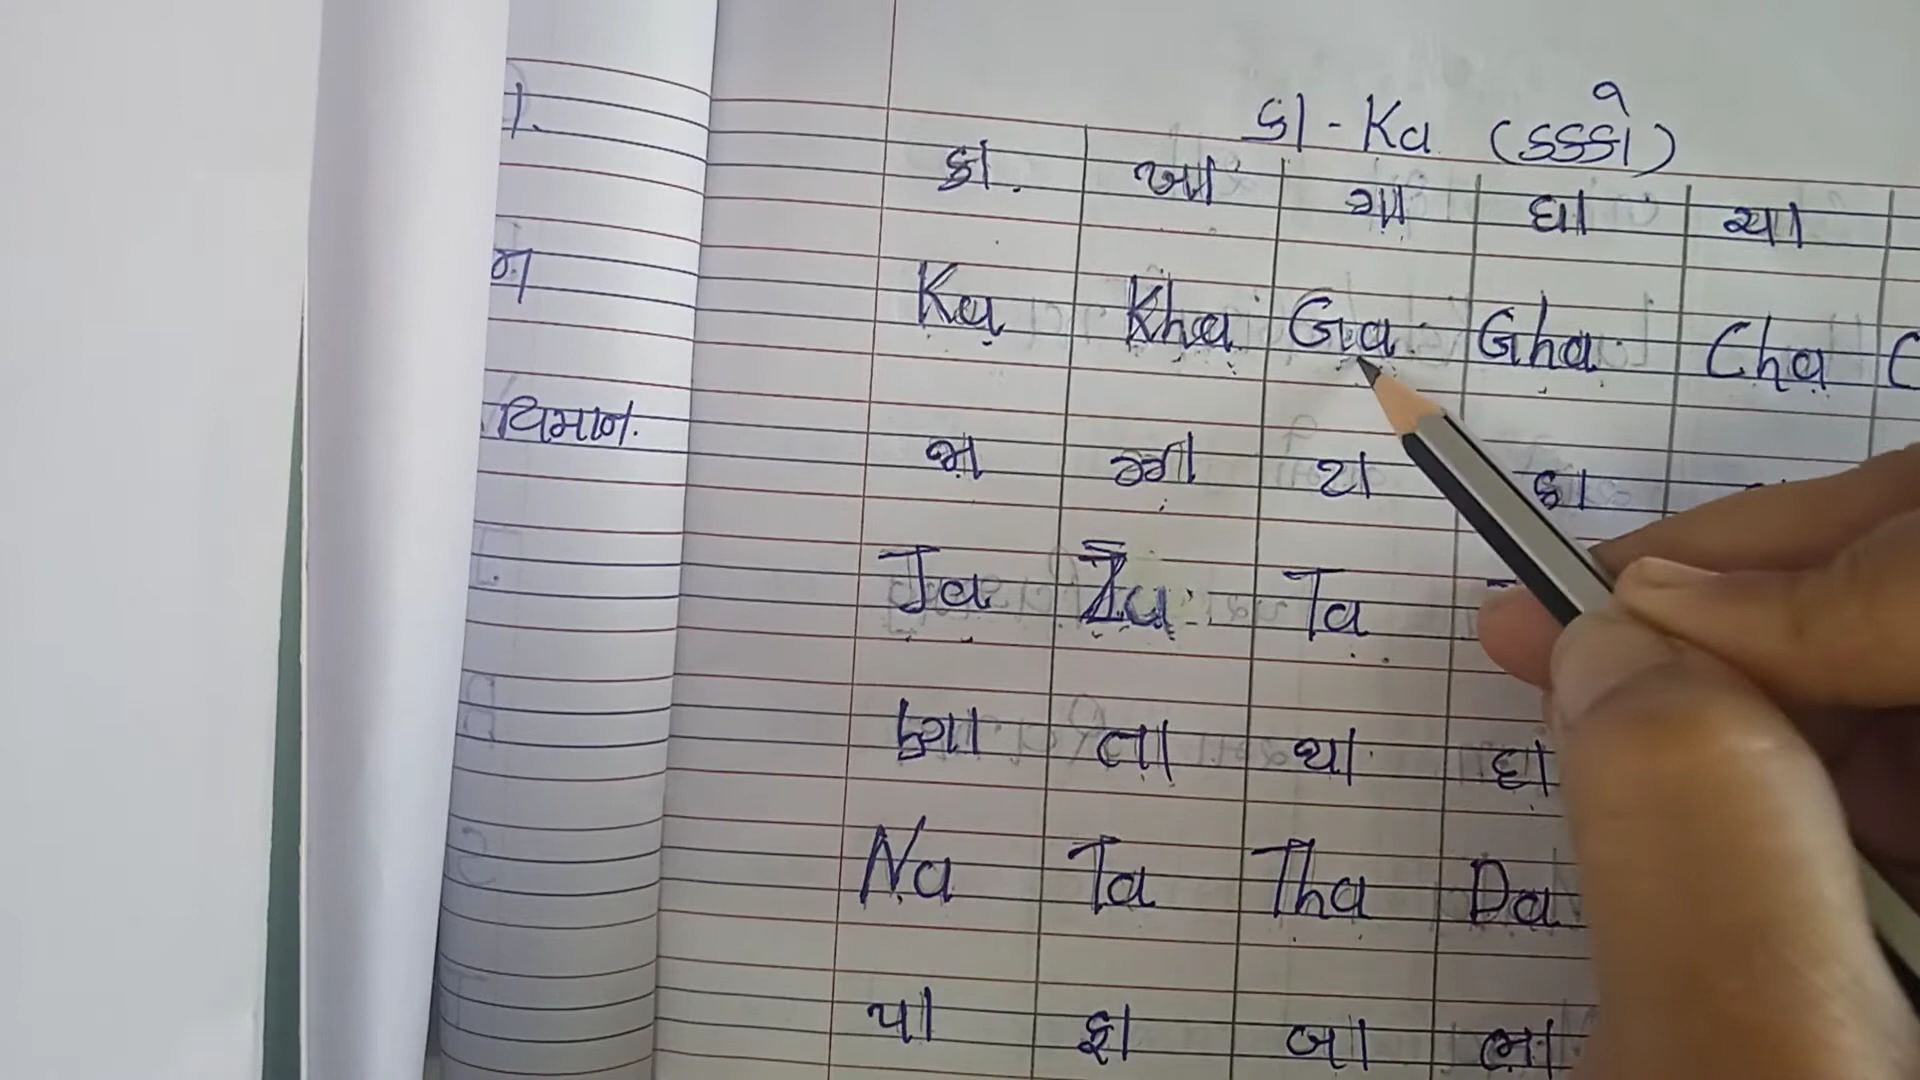 કા - Ka (કક્કો)
કા. ખા ગા ઘા ચા
Ka Kha Ga Gha Cha C
જા ઝા ટા
Ja Za Ta
ણા તા થા દા
Na Ta Tha Da
પા ફા બા ભા
વિમાન.